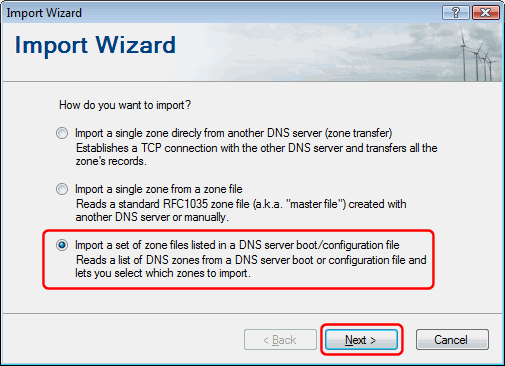 Import Wizard
Import Wizard
How do you want to import?
Import a single zone direcly from another DNS server (zone transfer)
Establishes a TCP connection with the other DNS server and transfers all the
zone's records.
Import a single zone from a zone file
Reads a standard RFC1035 zone file (a.k.a. "master file") created with
another DNS server or manually.
Import a set of zone files listed in a DNS server boot/configuration file
Reads a list of DNS zones from a DNS server boot or configuration file and
lets you select which zones to import.
< Back
Next >
Cancel